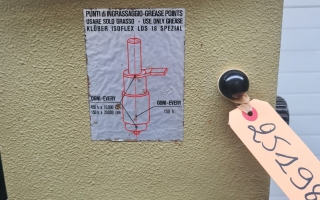 PUNTI di INGRASSAGGIO-GREASE POINTS
USARE SOLO GRASSO - USE ONLY GREASE
KLÜBER ISOFLEX LDS 18 SPEZIAL
OGNI-EVERY
OGNI-EVERY
25198